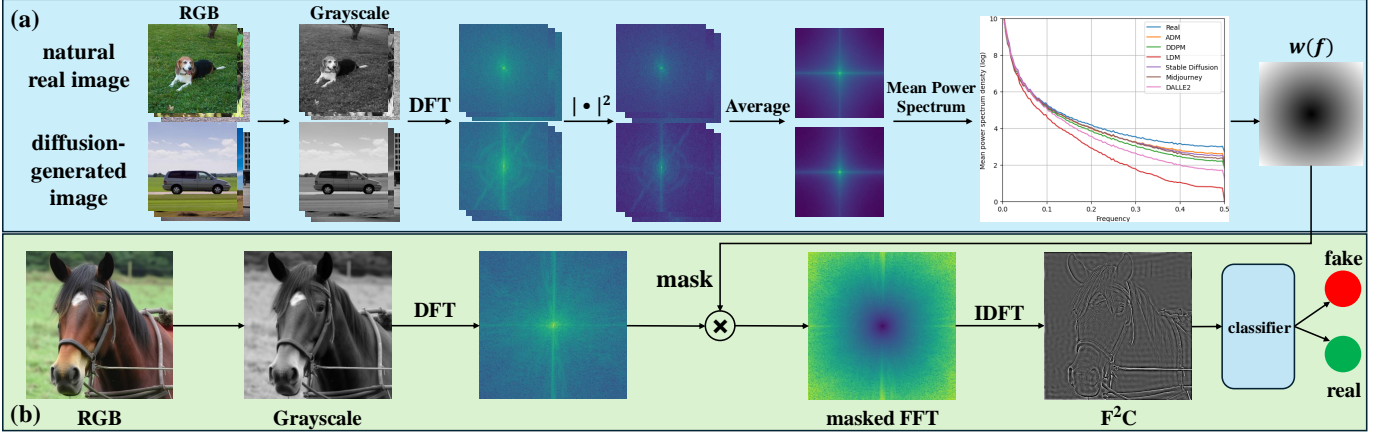 (a)
RGB
Grayscale
natural
real image
diffusion-
generated
image
DFT
| • |²
Average
Mean Power
Spectrum
Mean power spectrum density (log)
10
8
6
4
2
0
0.0 0.1 0.2 0.3 0.4 0.5
Frequency
Real
ADM
DDPM
LDM
Stable Diffusion
Midjourney
DALLE2
w(f)
(b)
RGB
Grayscale
DFT
mask
×
masked FFT
IDFT
F²C
classifier
fake
real